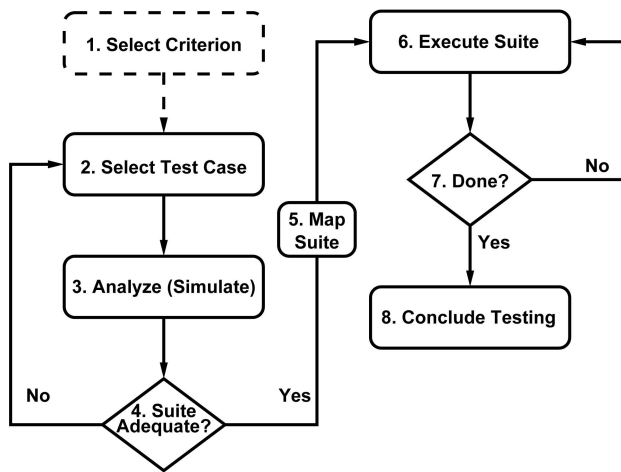 1. Select Criterion
2. Select Test Case
3. Analyze (Simulate)
4. Suite
Adequate?
No
Yes
5. Map
Suite
6. Execute Suite
7. Done?
No
Yes
8. Conclude Testing